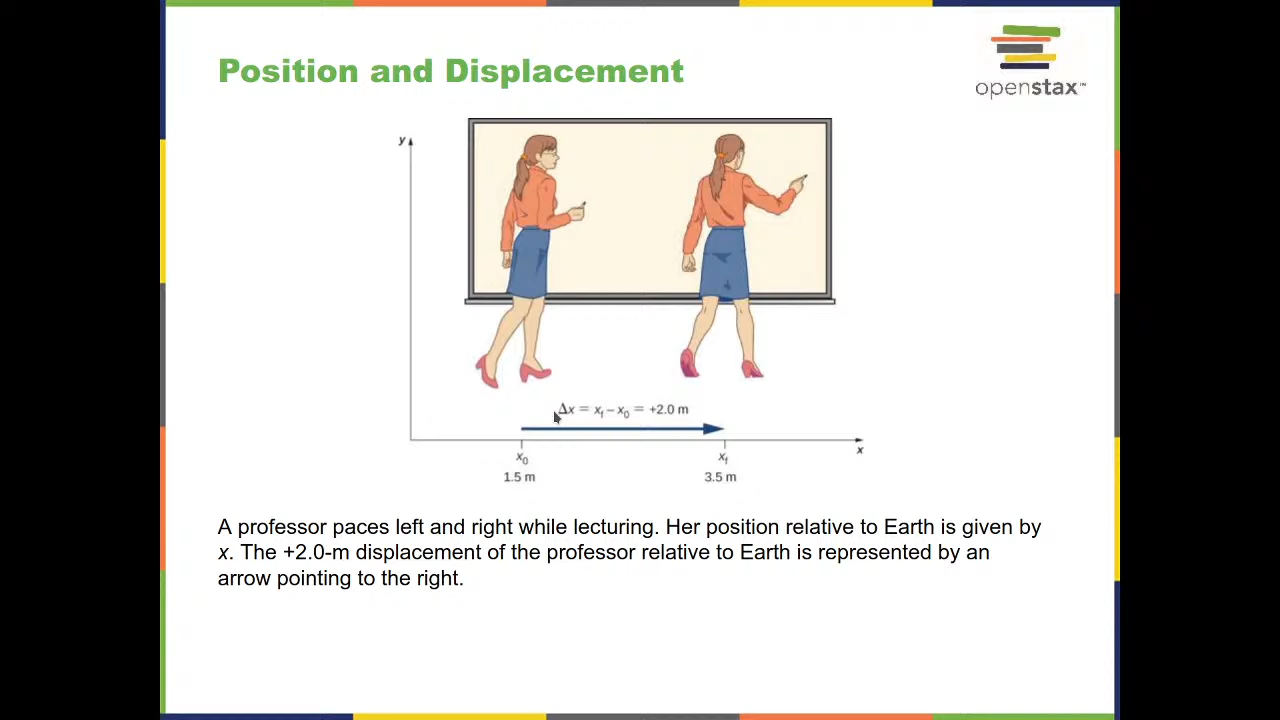 Position and Displacement
openstax™
y
Δx = xf – x0 = +2.0 m
x
x0
xf
1.5 m
3.5 m
A professor paces left and right while lecturing. Her position relative to Earth is given by
x. The +2.0-m displacement of the professor relative to Earth is represented by an
arrow pointing to the right.